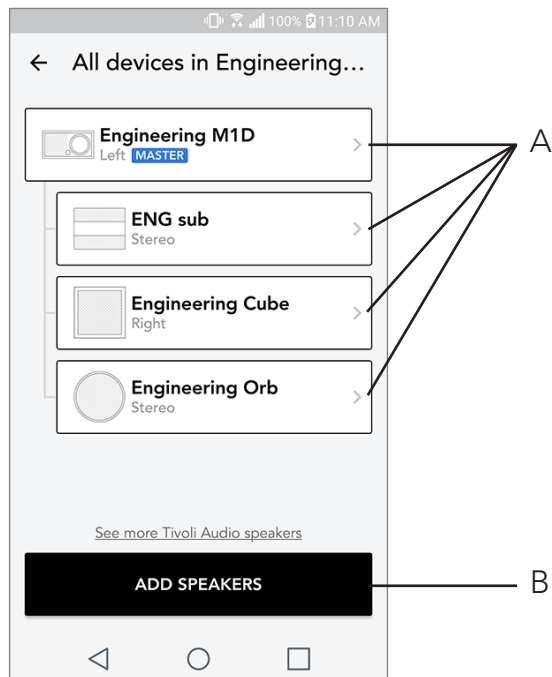 100% 11:10 AM
All devices in Engineering...
Engineering M1D
Left MASTER
A
ENG sub
Stereo
Engineering Cube
Right
Engineering Orb
Stereo
See more Tivoli Audio speakers
ADD SPEAKERS
B